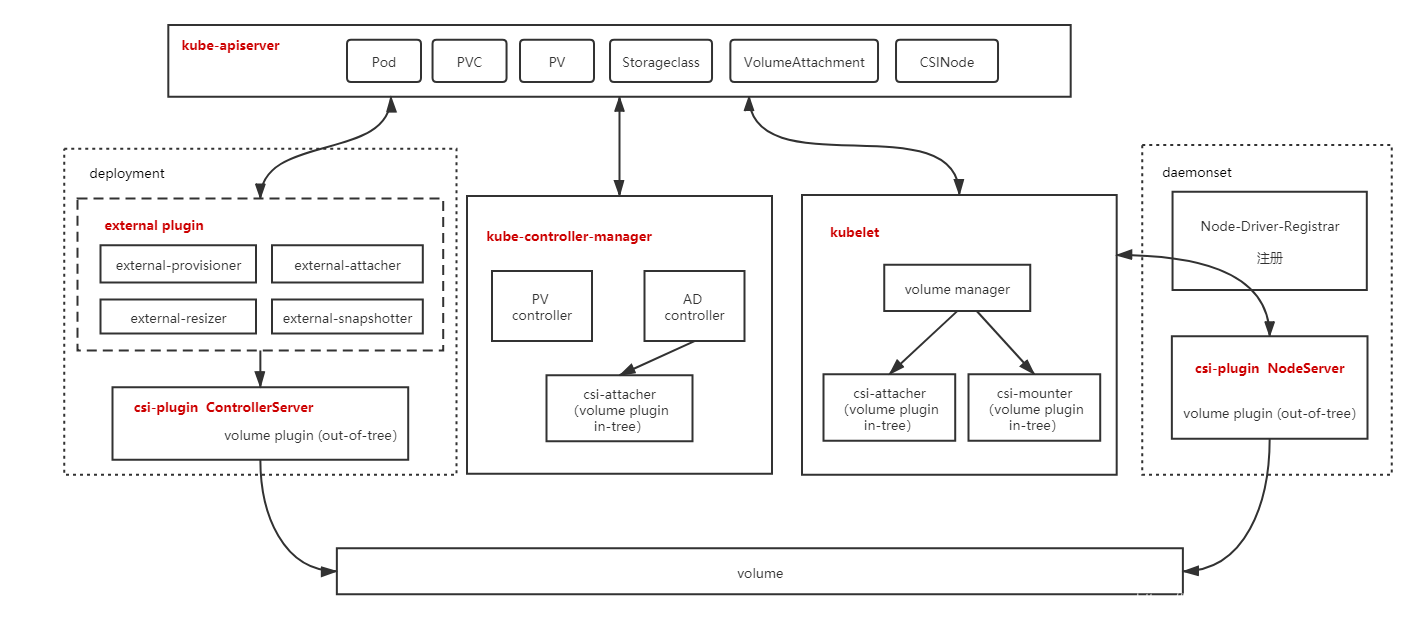 kube-apiserver
Pod
PVC
PV
Storageclass
VolumeAttachment
CSINode
deployment
external plugin
external-provisioner
external-attacher
external-resizer
external-snapshotter
csi-plugin ControllerServer
volume plugin (out-of-tree)
kube-controller-manager
PV
controller
AD
controller
csi-attacher
(volume plugin
in-tree)
kubelet
volume manager
csi-attacher
(volume plugin
in-tree)
csi-mounter
(volume plugin
in-tree)
daemonset
Node-Driver-Registrar
注册
csi-plugin NodeServer
volume plugin (out-of-tree)
volume